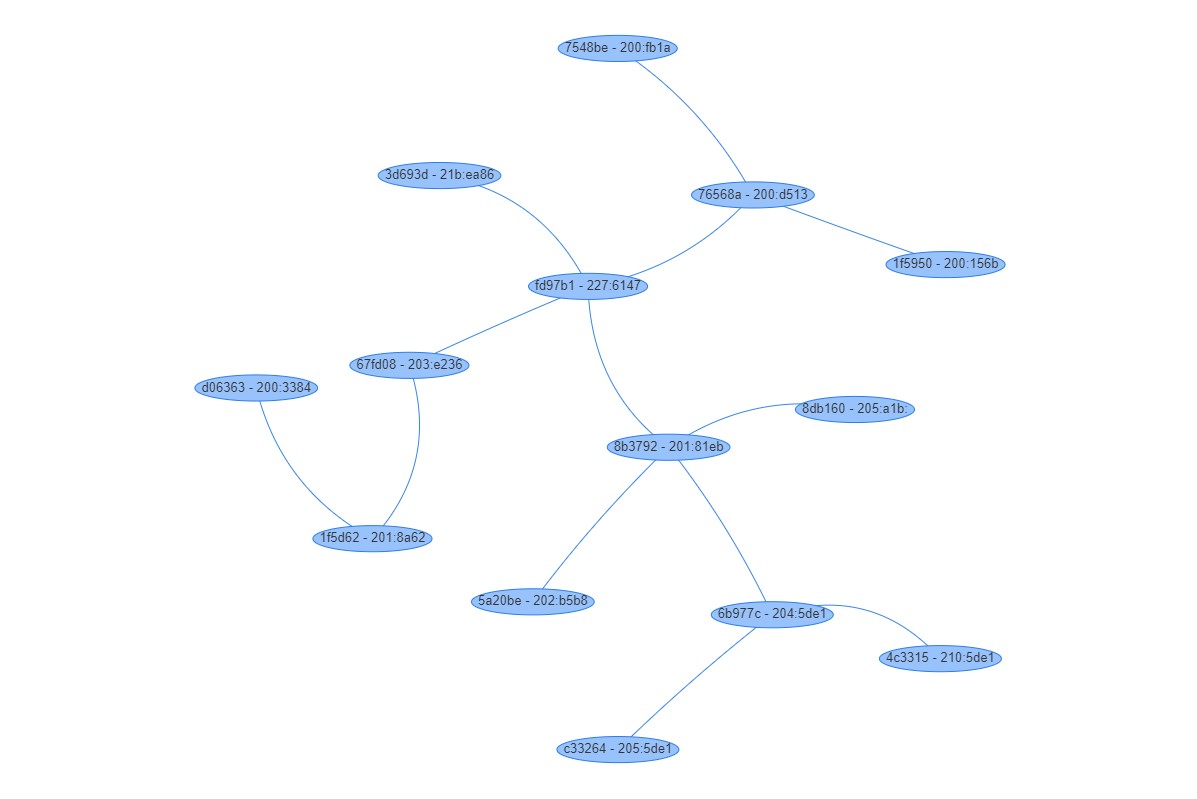 7548be - 200:fb1a
3d693d - 21b:ea86
76568a - 200:d513
1f5950 - 200:156b
fd97b1 - 227:6147
67fd08 - 203:e236
d06363 - 200:3384
8db160 - 205:a1b:
8b3792 - 201:81eb
1f5d62 - 201:8a62
5a20be - 202:b5b8
6b977c - 204:5de1
4c3315 - 210:5de1
c33264 - 205:5de1